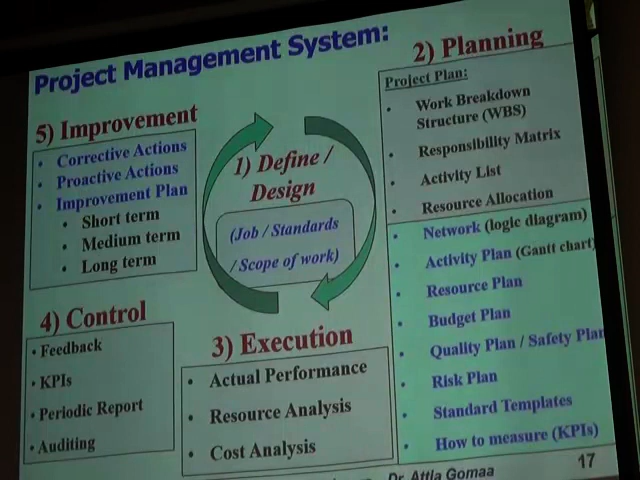 Project Management System:
2) Planning
Project Plan:
• Work Breakdown
Structure (WBS)
• Responsibility Matrix
• Activity List
• Resource Allocation
• Network (logic diagram)
• Activity Plan (Gantt chart)
• Resource Plan
• Budget Plan
• Quality Plan / Safety Plan
• Risk Plan
• Standard Templates
• How to measure (KPIs)
5) Improvement
• Corrective Actions
• Proactive Actions
• Improvement Plan
• Short term
• Medium term
• Long term
1) Define /
Design
(Job / Standards
/ Scope of work)
4) Control
• Feedback
• KPIs
• Periodic Report
• Auditing
3) Execution
• Actual Performance
• Resource Analysis
• Cost Analysis
Dr. Attia Gomaa
17